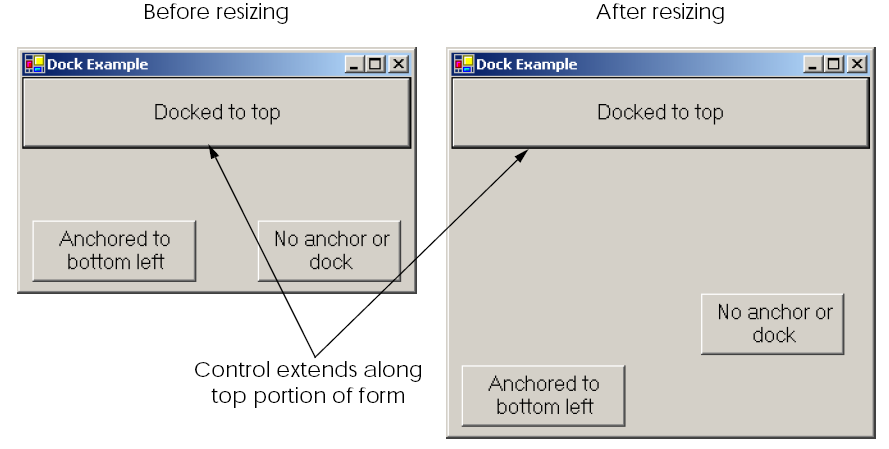 Before resizing
After resizing
Dock Example
Docked to top
Anchored to
bottom left
No anchor or
dock
Dock Example
Docked to top
No anchor or
dock
Anchored to
bottom left
Control extends along
top portion of form